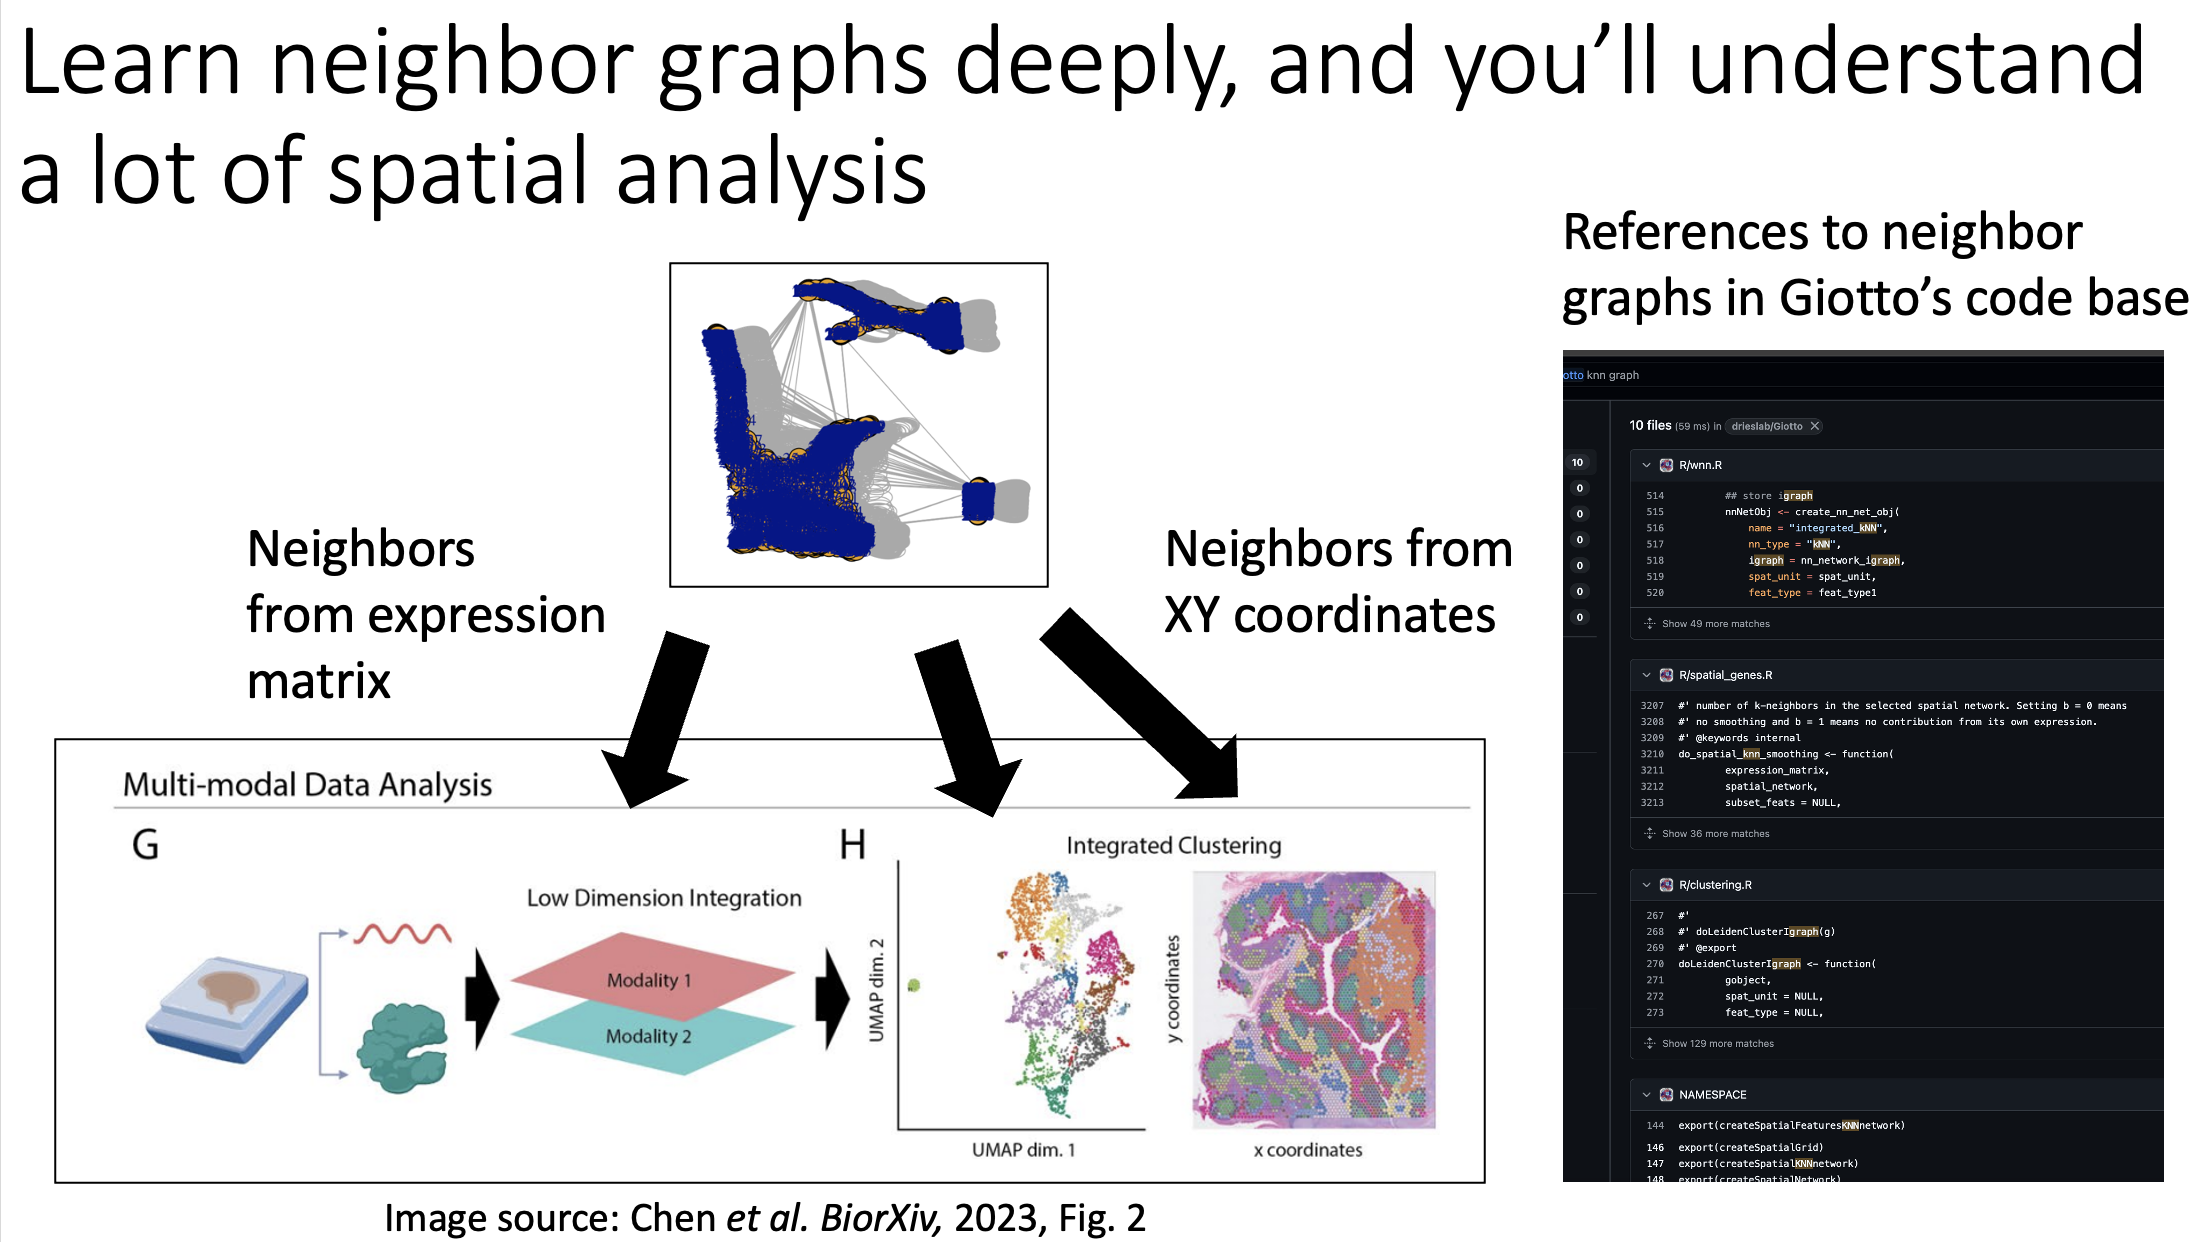 Learn neighbor graphs deeply, and you’ll understand
a lot of spatial analysis
References to neighbor
graphs in Giotto’s code base
Neighbors
from expression
matrix
Neighbors from
XY coordinates
Multi-modal Data Analysis
G
Low Dimension Integration
Modality 1
Modality 2
H
Integrated Clustering
UMAP dim. 2
UMAP dim. 1
y coordinates
x coordinates
Image source: Chen et al. BiorXiv, 2023, Fig. 2
otto knn graph
10 files (59 ms) in drieslab/Giotto
10
0
0
0
0
0
0
R/wnn.R
514 ## store igraph
515 nnNetObj <- create_nn_net_obj(
516 name = "integrated_kNN",
517 nn_type = "kNN",
518 igraph = nn_network_igraph,
519 spat_unit = spat_unit,
520 feat_type = feat_type1
Show 49 more matches
R/spatial_genes.R
3207 #' number of k-neighbors in the selected spatial network. Setting b = 0 means
3208 #' no smoothing and b = 1 means no contribution from its own expression.
3209 #' @keywords internal
3210 do_spatial_knn_smoothing <- function(
3211 expression_matrix,
3212 spatial_network,
3213 subset_feats = NULL,
Show 36 more matches
R/clustering.R
267 #'
268 #' doLeidenClusterIgraph(g)
269 #' @export
270 doLeidenClusterIgraph <- function(
271 gobject,
272 spat_unit = NULL,
273 feat_type = NULL,
Show 129 more matches
NAMESPACE
144 export(createSpatialFeaturesKNNnetwork)
146 export(createSpatialGrid)
147 export(createSpatialKNNnetwork)
148 export(createSpatialNetwork)